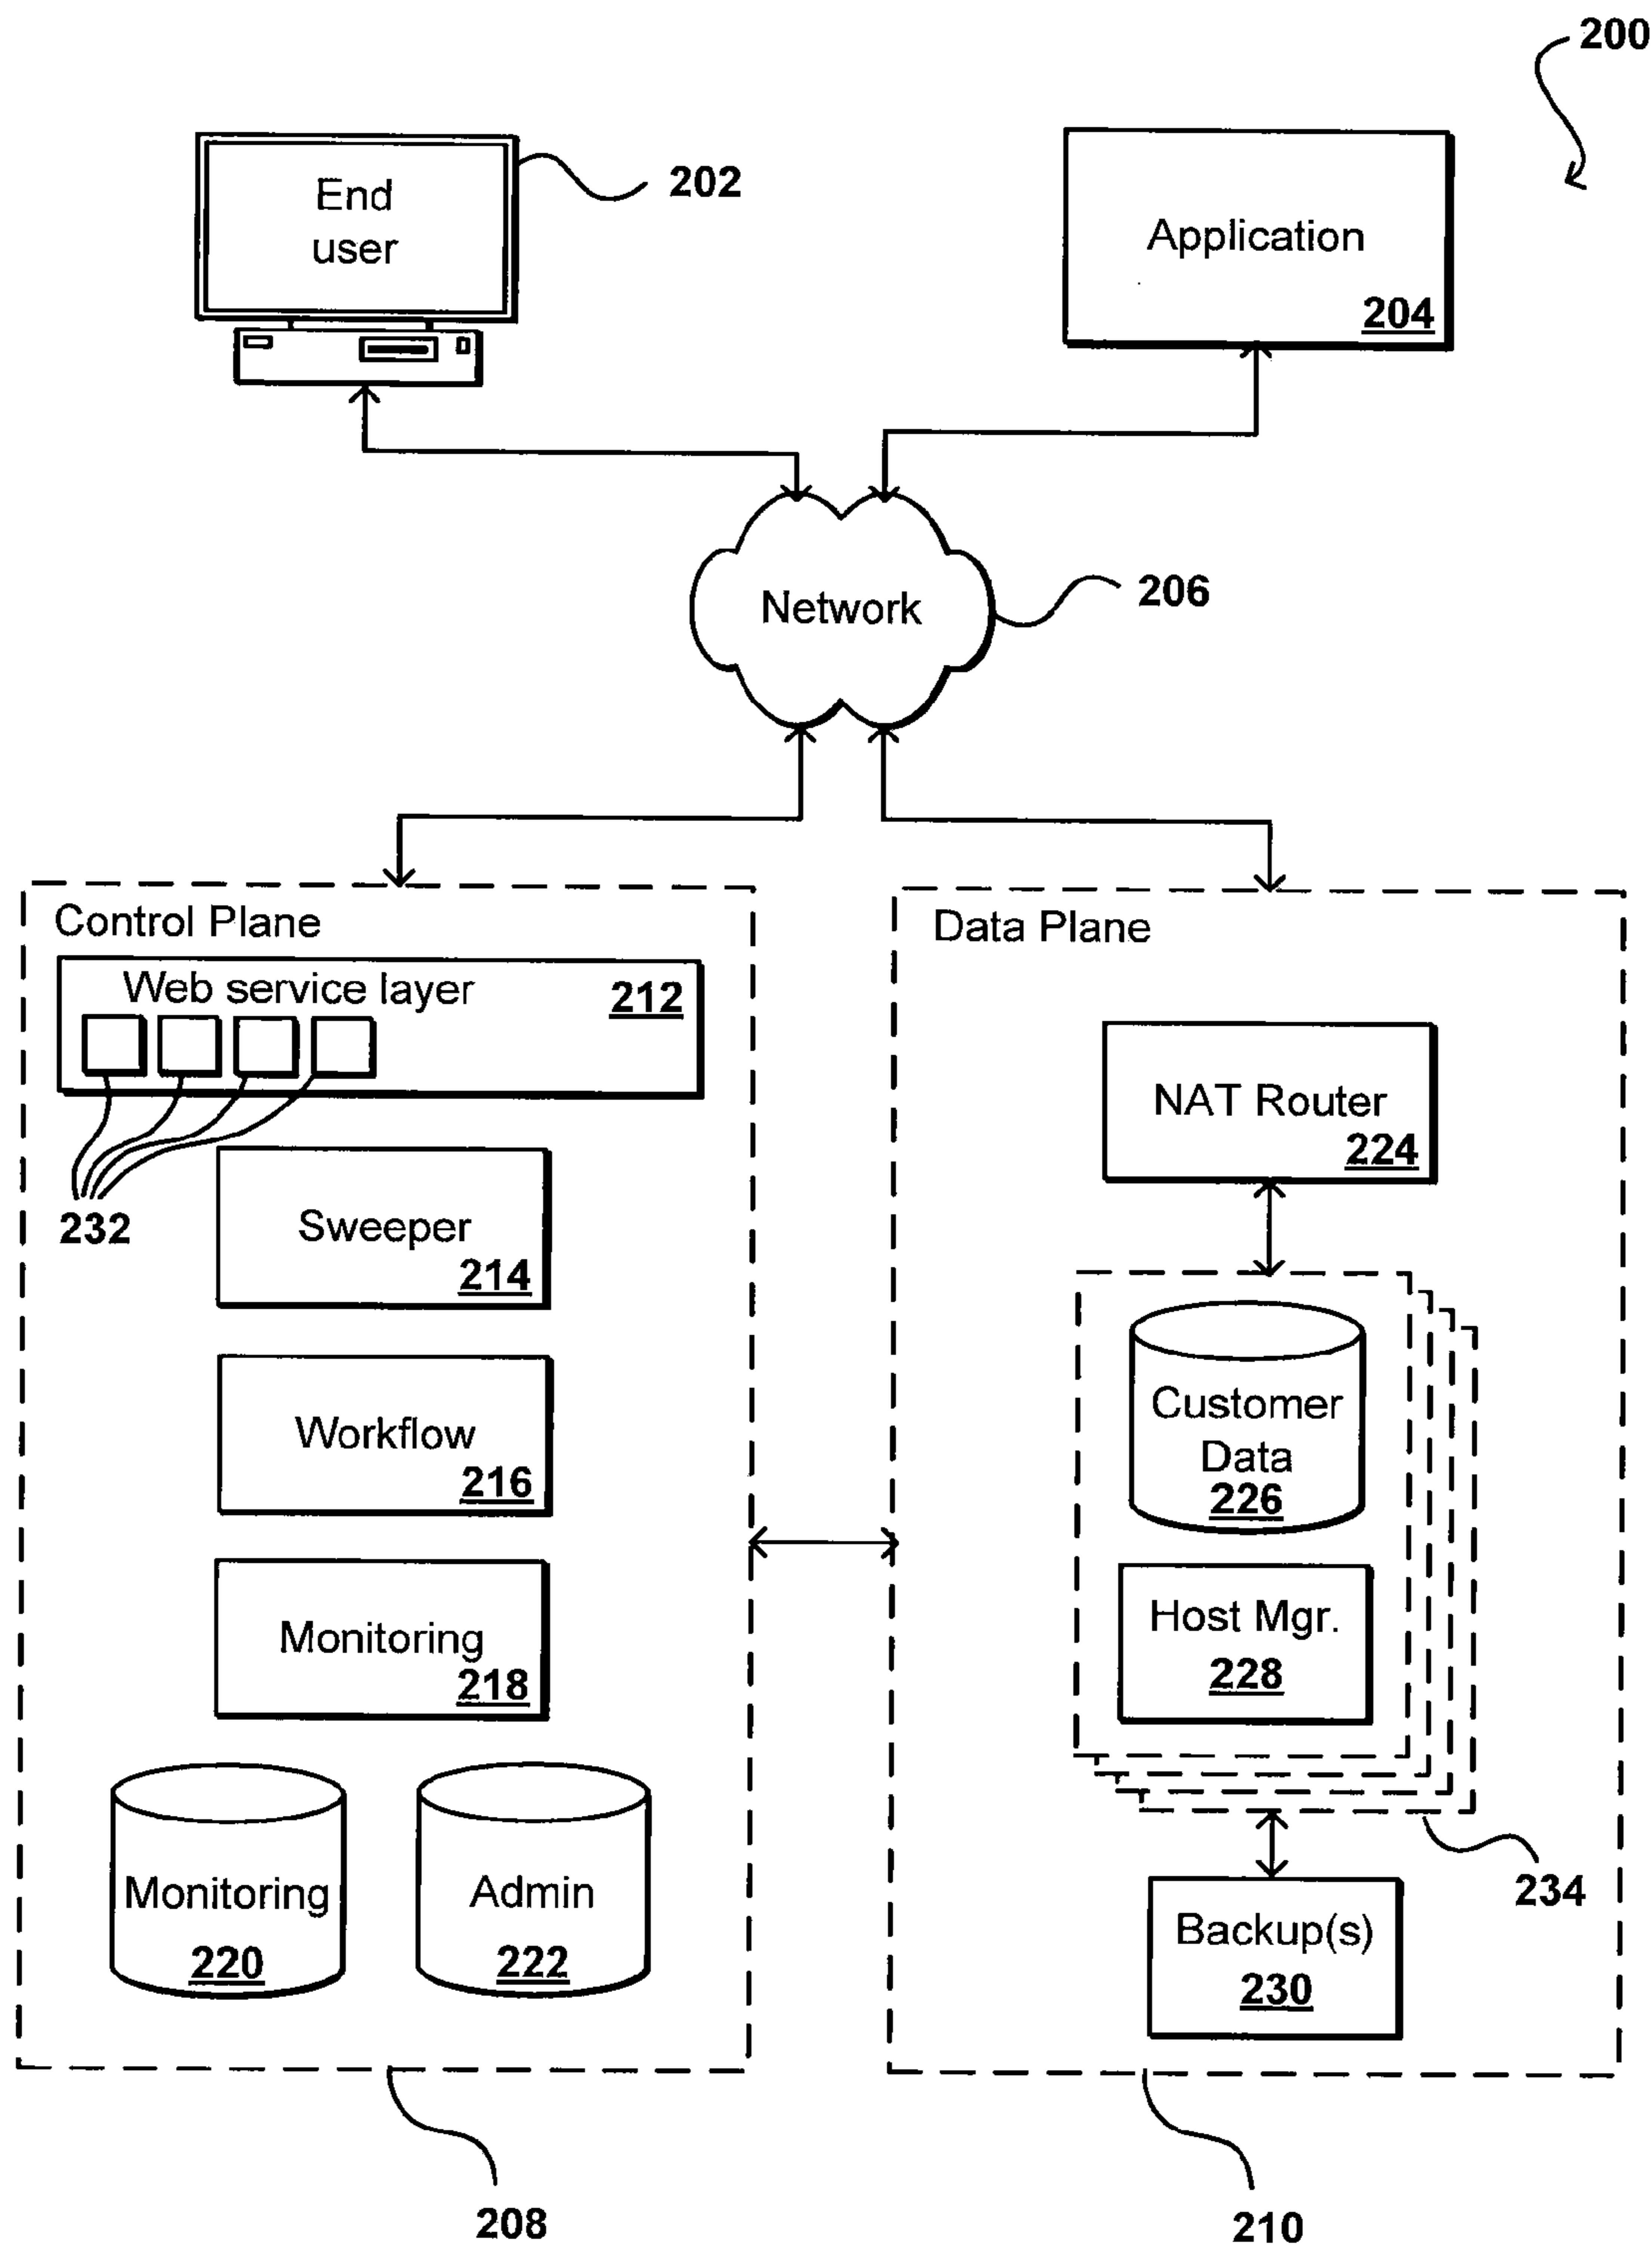 200
End
user
202
Application
204
Network
206
Control Plane
Web service layer
212
232
Sweeper
214
Workflow
216
Monitoring
218
Monitoring
220
Admin
222
208
Data Plane
NAT Router
224
Customer
Data
226
Host Mgr.
228
234
Backup(s)
230
210